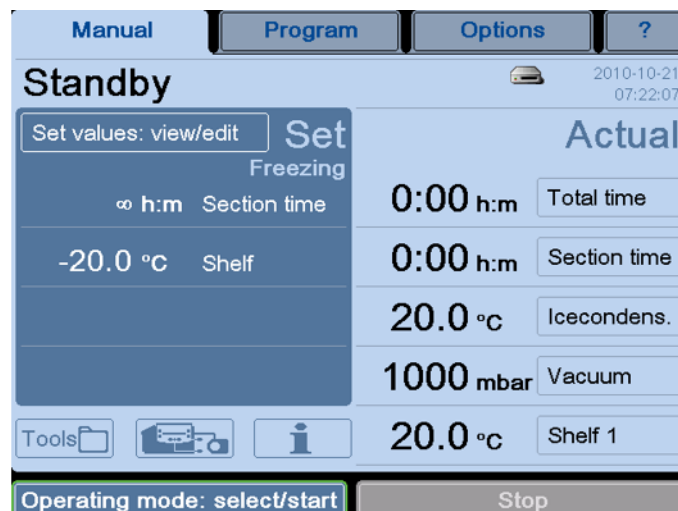 Manual
Program
Options
?
Standby
2010-10-21
07:22:07
Set values: view/edit
Set
Actual
Freezing
∞ h:m Section time
0:00 h:m Total time
-20.0 °C Shelf
0:00 h:m Section time
20.0 °C Icecondens.
1000 mbar Vacuum
Tools
i
20.0 °C Shelf 1
Operating mode: select/start
Stop